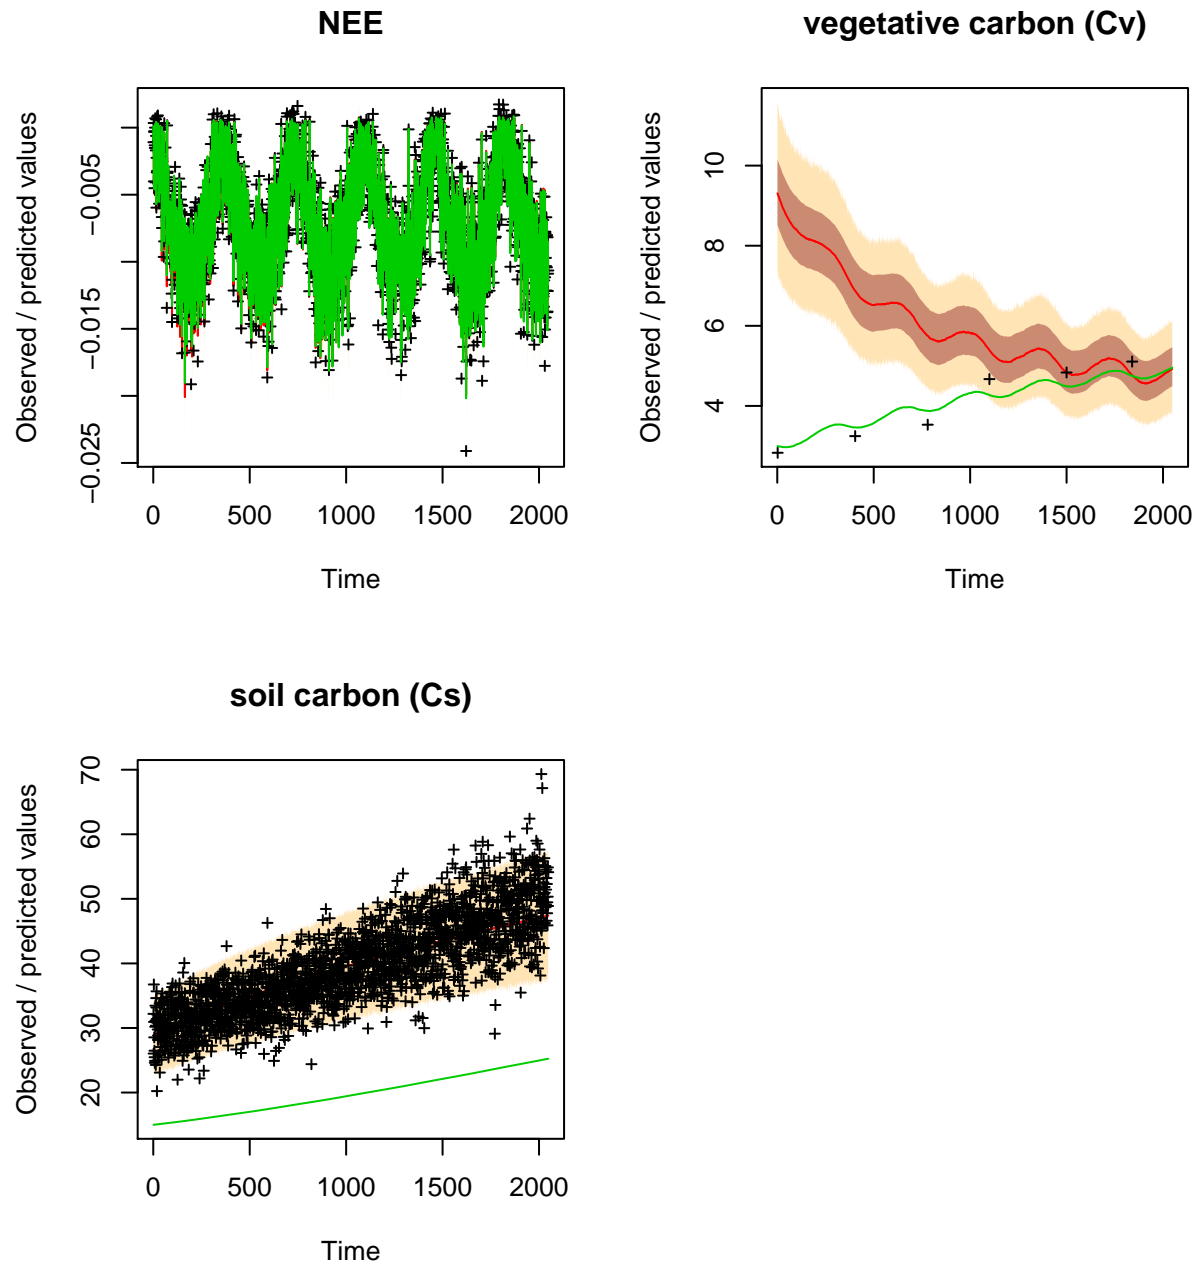 NEE
Observed / predicted values
−0.005
−0.015
−0.025
0 500 1000 1500 2000
Time
vegetative carbon (Cv)
Observed / predicted values
10
8
6
4
0 500 1000 1500 2000
Time
soil carbon (Cs)
Observed / predicted values
70
60
50
40
30
20
0 500 1000 1500 2000
Time